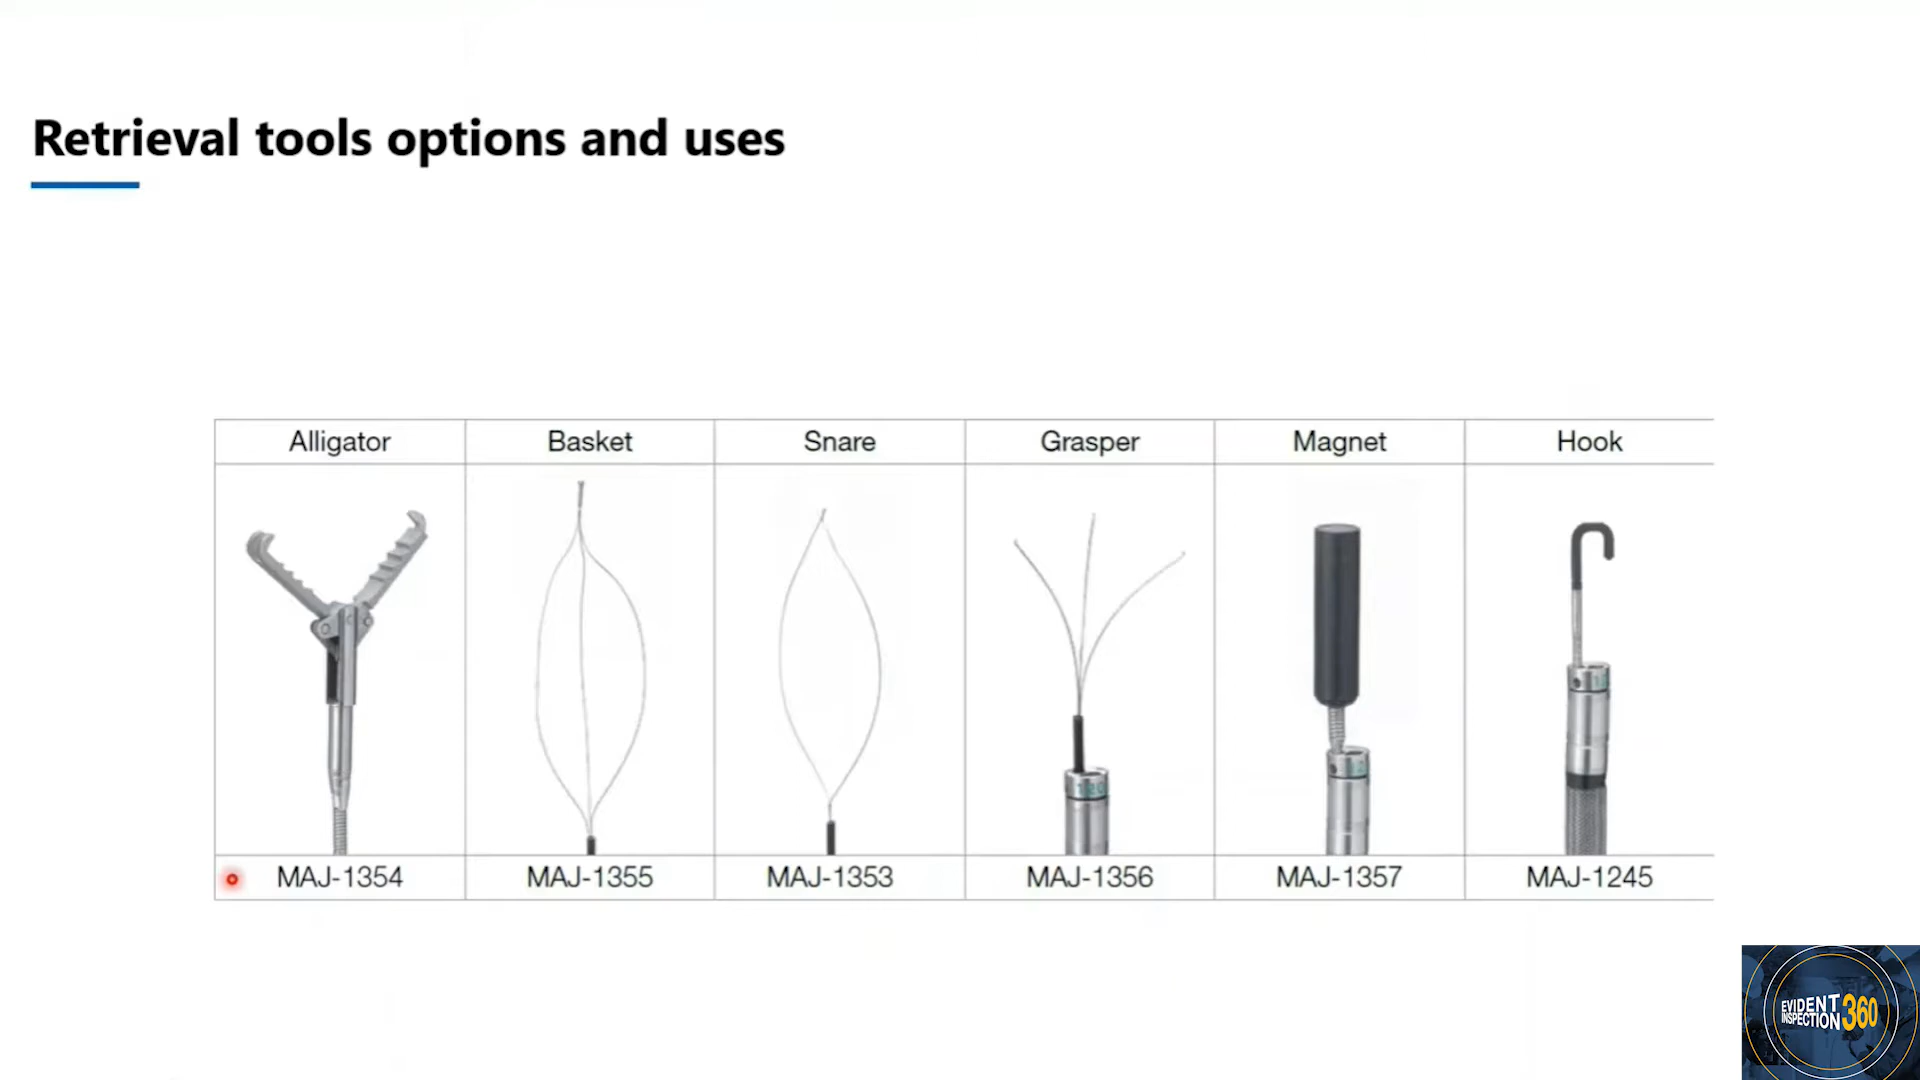 Retrieval tools options and uses
Alligator Basket Snare Grasper Magnet Hook
120
MAJ-1354 MAJ-1355 MAJ-1353 MAJ-1356 MAJ-1357 MAJ-1245
EVIDENT
INSPECTION 360